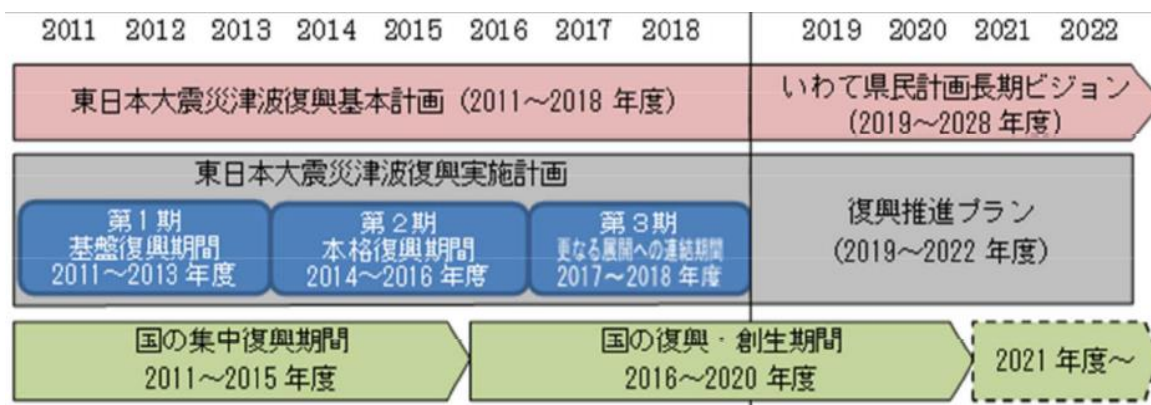 2011 2012 2013 2014 2015 2016 2017 2018 2019 2020 2021 2022
東日本大震災津波復興基本計画（2011～2018 年度）
いわて県民計画長期ビジョン
（2019～2028 年度）
東日本大震災津波復興実施計画
第１期
基盤復興期間
2011～2013 年度
第２期
本格復興期間
2014～2016 年度
第３期
更なる展開への連結期間
2017～2018 年度
復興推進プラン
（2019～2022 年度）
国の集中復興期間
2011～2015 年度
国の復興・創生期間
2016～2020 年度
2021 年度～